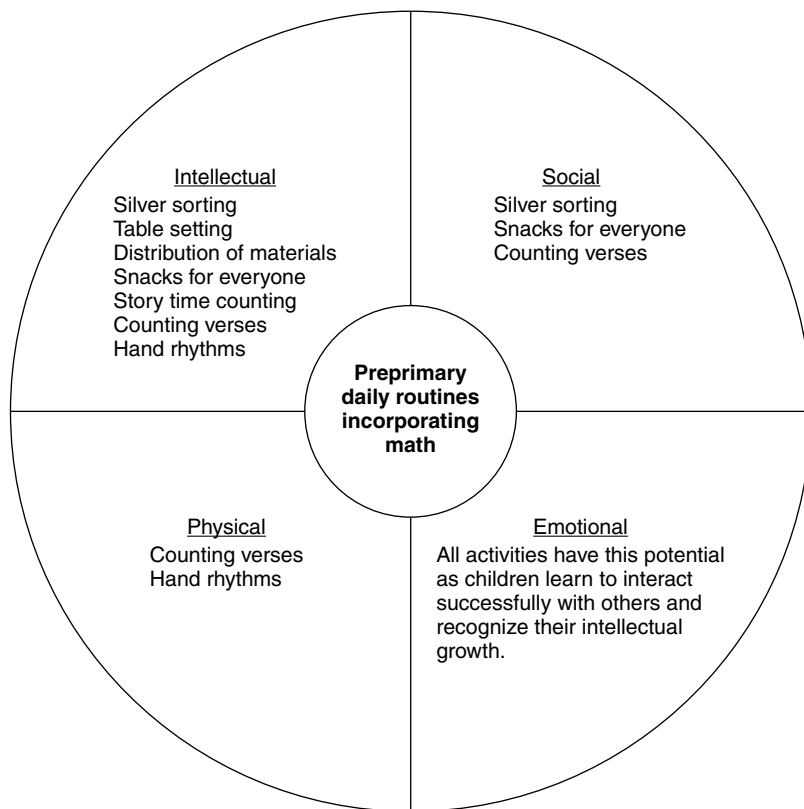 Intellectual
Silver sorting
Table setting
Distribution of materials
Snacks for everyone
Story time counting
Counting verses
Hand rhythms
Social
Silver sorting
Snacks for everyone
Counting verses
Preprimary
daily routines
incorporating
math
Physical
Counting verses
Hand rhythms
Emotional
All activities have this potential
as children learn to interact
successfully with others and
recognize their intellectual
growth.